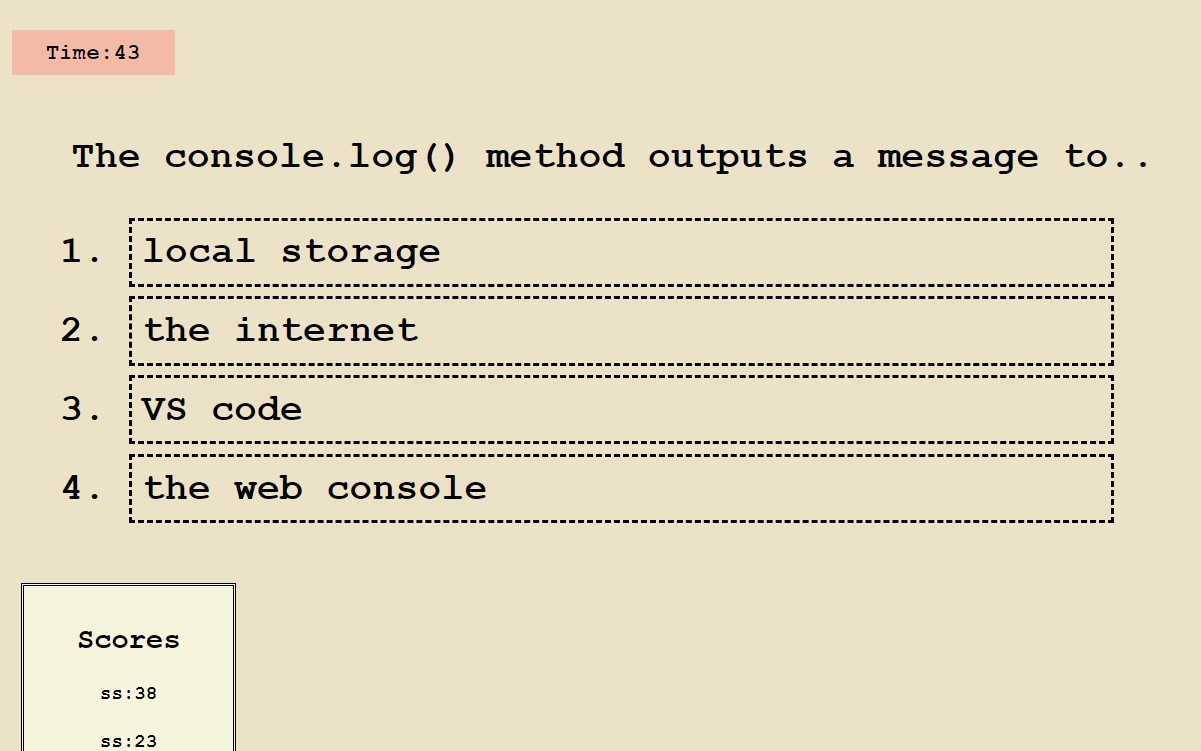 Time:43
The console.log() method outputs a message to..
1. local storage
2. the internet
3. VS code
4. the web console
Scores
ss:38
ss:23